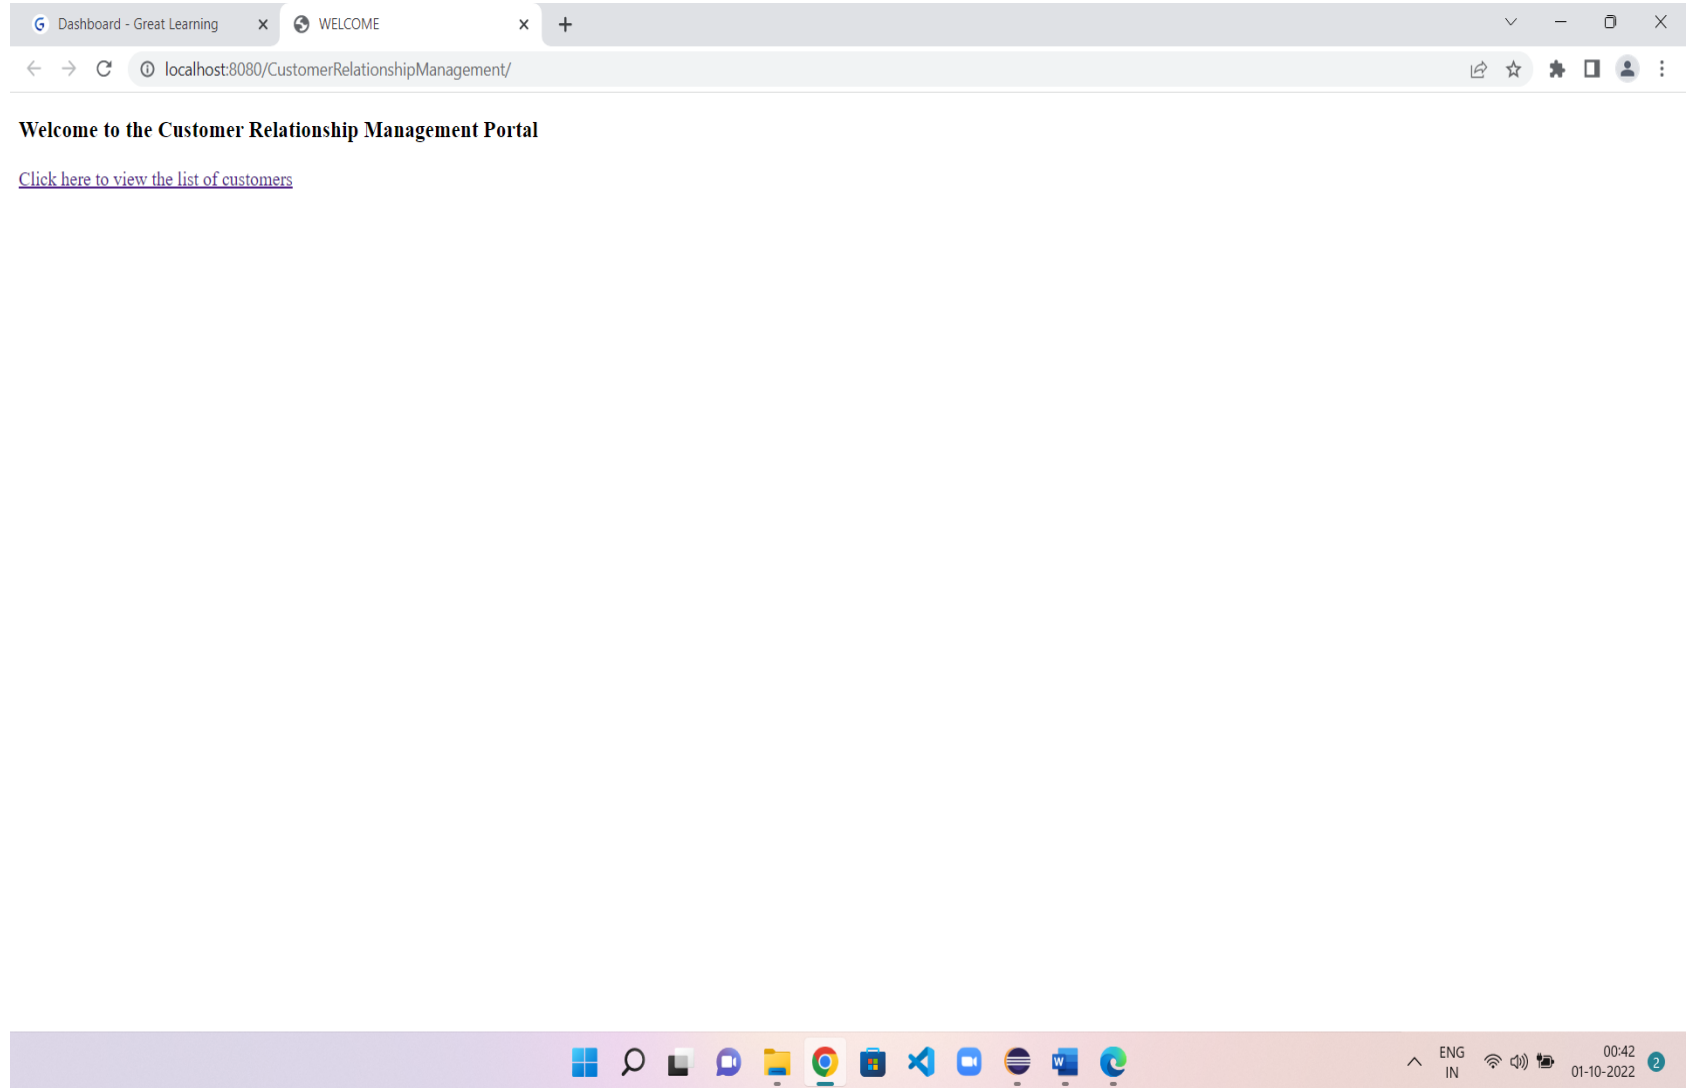 Dashboard - Great Learning
WELCOME
localhost:8080/CustomerRelationshipManagement/
Welcome to the Customer Relationship Management Portal
Click here to view the list of customers
ENG
IN
00:42
01-10-2022
2